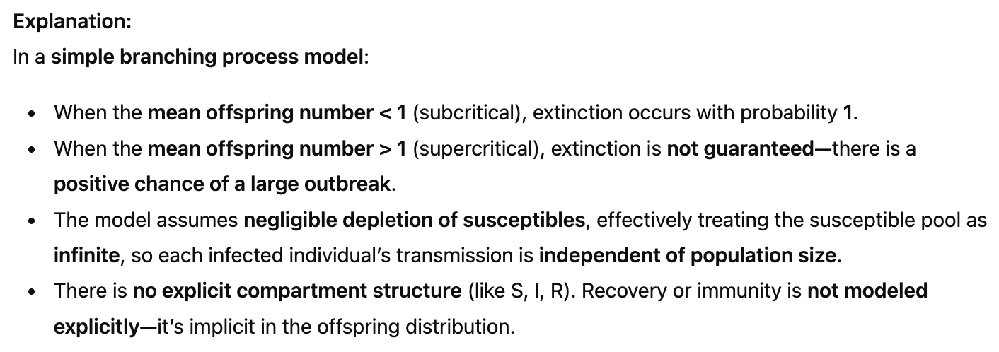 Explanation:
In a simple branching process model:
• When the mean offspring number < 1 (subcritical), extinction occurs with probability 1.
• When the mean offspring number > 1 (supercritical), extinction is not guaranteed—there is a
positive chance of a large outbreak.
• The model assumes negligible depletion of susceptibles, effectively treating the susceptible pool as
infinite, so each infected individual’s transmission is independent of population size.
• There is no explicit compartment structure (like S, I, R). Recovery or immunity is not modeled
explicitly—it’s implicit in the offspring distribution.